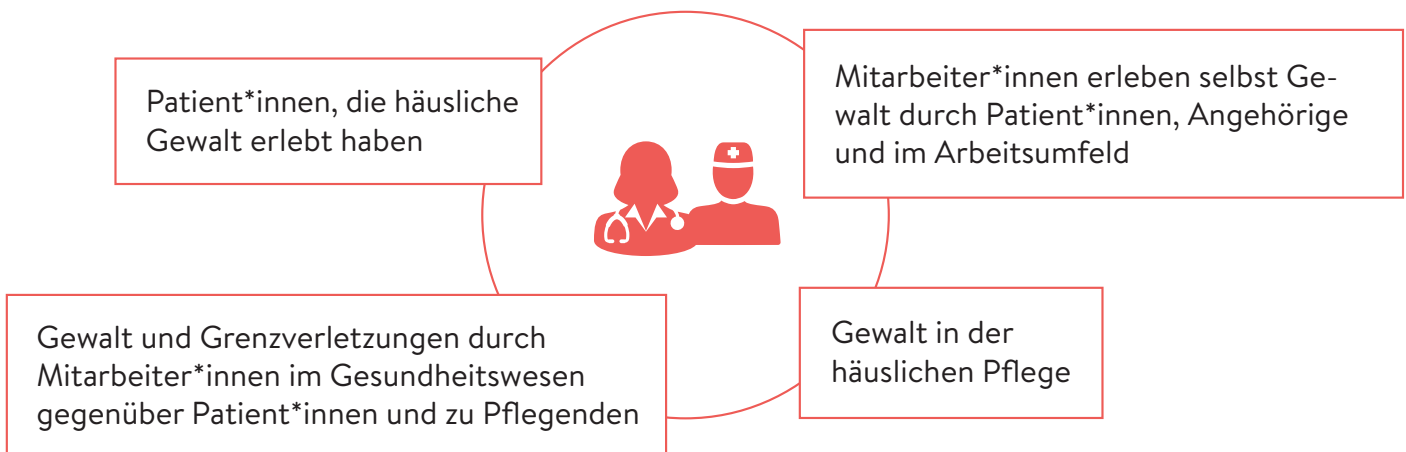 Patient*innen, die häusliche
Gewalt erlebt haben
Mitarbeiter*innen erleben selbst Ge-
walt durch Patient*innen, Angehörige
und im Arbeitsumfeld
Gewalt und Grenzverletzungen durch
Mitarbeiter*innen im Gesundheitswesen
gegenüber Patient*innen und zu Pflegenden
Gewalt in der
häuslichen Pflege